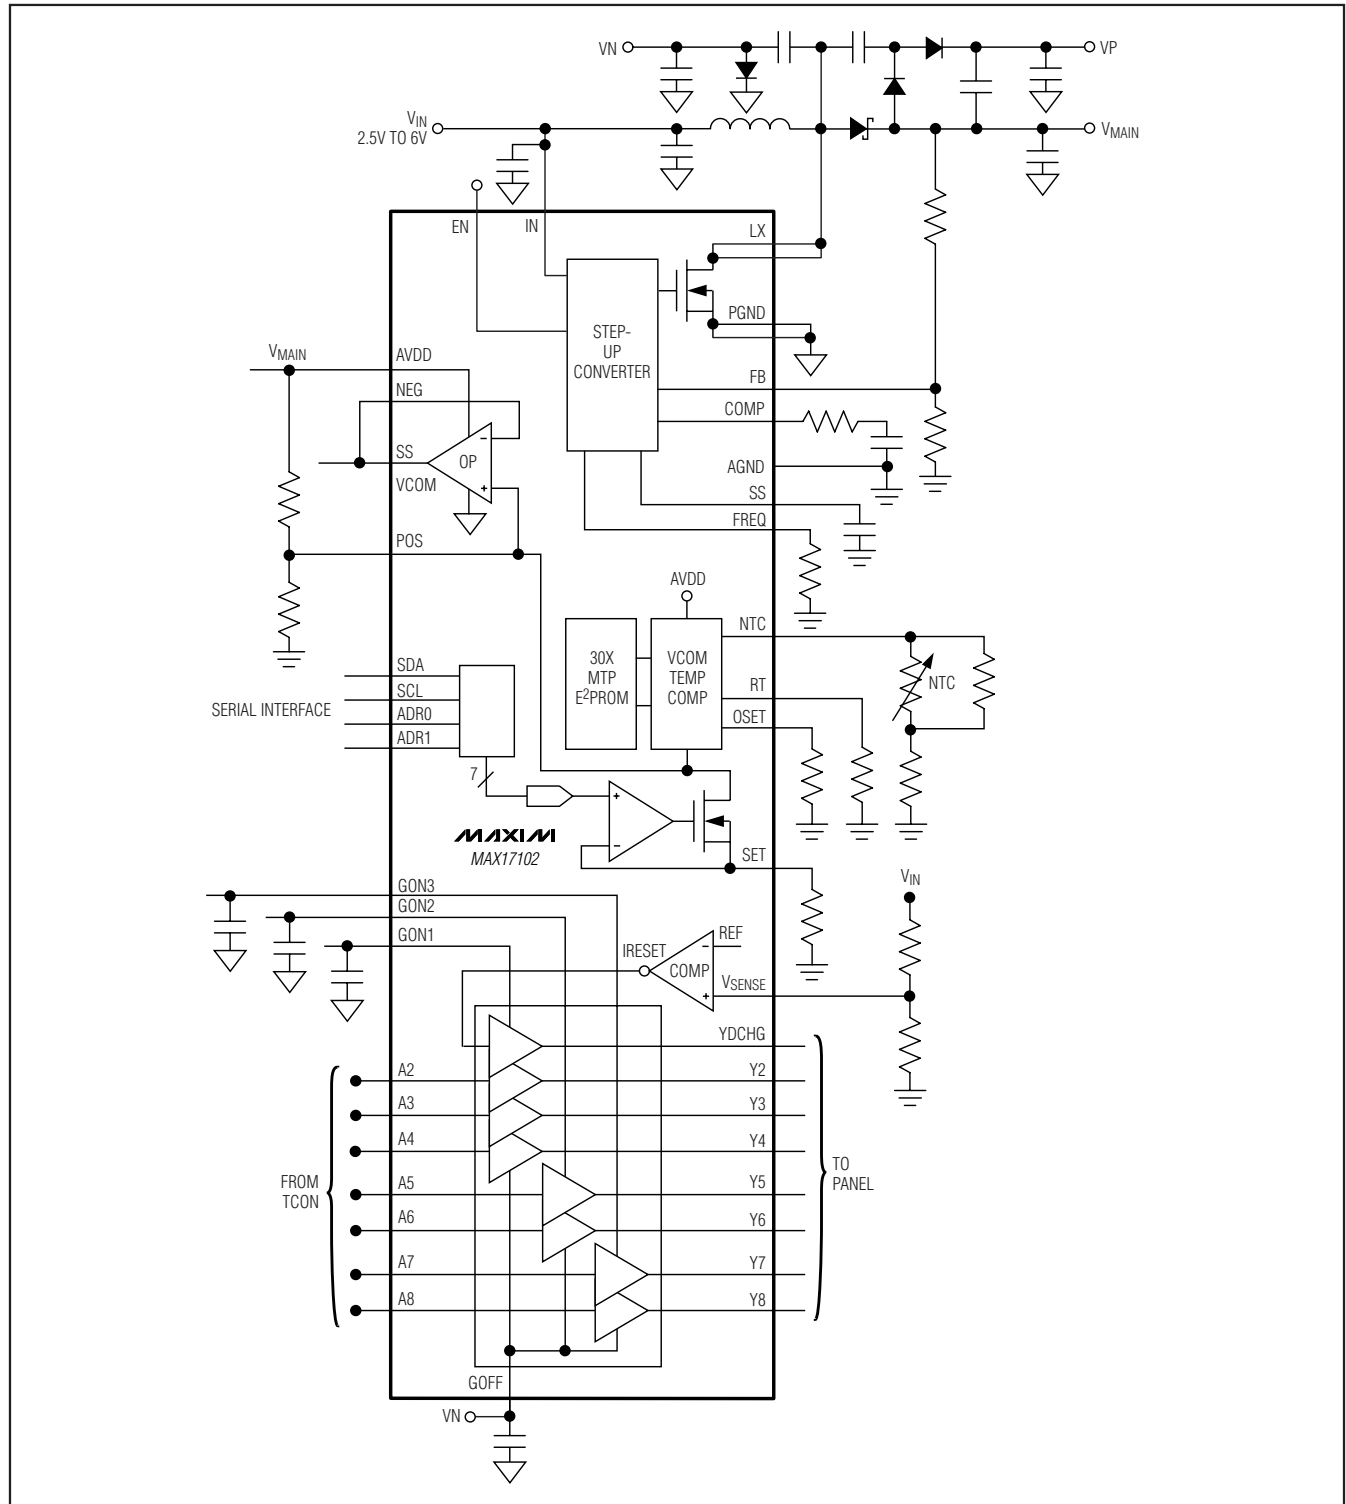 VN
VP
VIN
2.5V TO 6V
VMAIN
EN
IN
LX
STEP-
UP
CONVERTER
PGND
VMAIN
AVDD
FB
NEG
COMP
SS
OP
AGND
VCOM
SS
FREQ
POS
AVDD
NTC
30X
MTP
E2PROM
VCOM
TEMP
COMP
NTC
SDA
RT
SCL
SERIAL INTERFACE
ADR0
OSET
ADR1
7
MAXIM
MAX17102
SET
VIN
GON3
GON2
GON1
REF
IRESET
COMP
VSENSE
YDCHG
A2
Y2
A3
Y3
A4
Y4
FROM
TCON
A5
Y5
TO
PANEL
A6
Y6
A7
Y7
A8
Y8
GOFF
VN
+
-
+
-
-
+